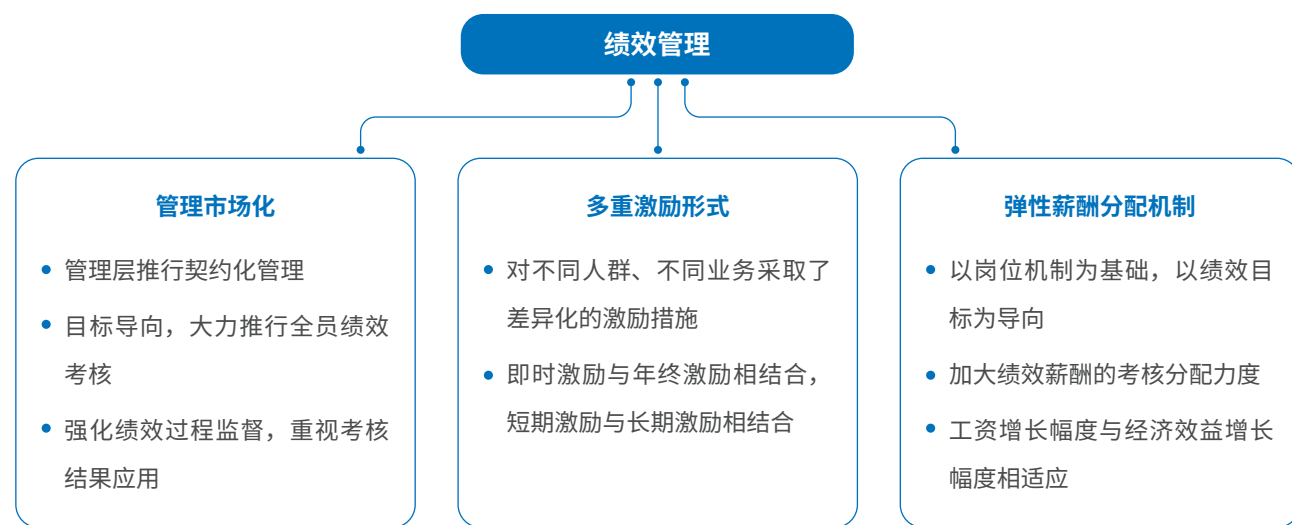 绩效管理
管理市场化
管理层推行契约化管理
目标导向，大力推行全员绩效
考核
强化绩效过程监督，重视考核
结果应用
多重激励形式
对不同人群、不同业务采取了
差异化的激励措施
即时激励与年终激励相结合，
短期激励与长期激励相结合
弹性薪酬分配机制
以岗位机制为基础，以绩效目
标为导向
加大绩效薪酬的考核分配力度
工资增长幅度与经济效益增长
幅度相适应